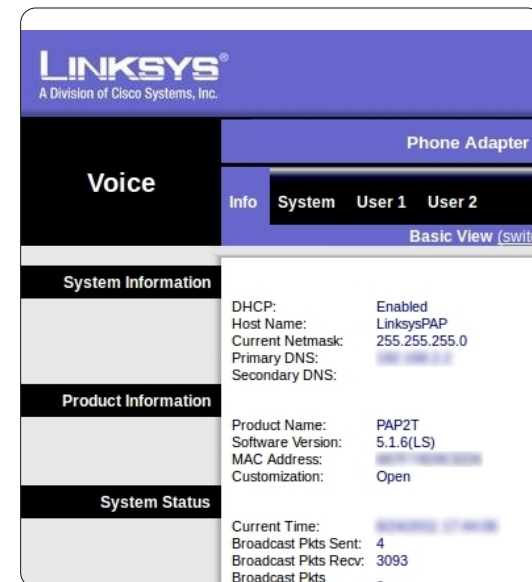 LINKSYS®
A Division of Cisco Systems, Inc.
Phone Adapter
Voice
Info System User 1 User 2
Basic View (swit
System Information
DHCP: Enabled
Host Name: LinksysPAP
Current Netmask: 255.255.255.0
Primary DNS:
Secondary DNS:
Product Information
Product Name: PAP2T
Software Version: 5.1.6(LS)
MAC Address:
Customization: Open
System Status
Current Time:
Broadcast Pkts Sent: 4
Broadcast Pkts Recv: 3093
Broadcast Pkts